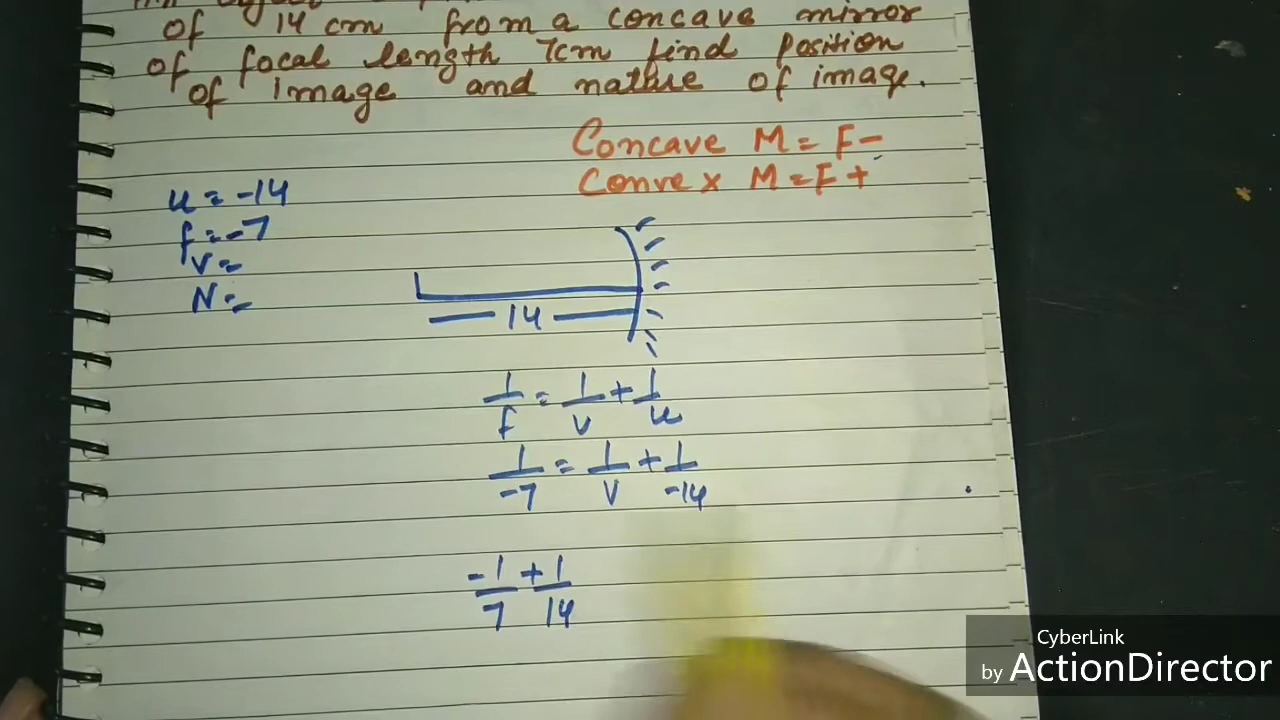 of 14 cm from a concave mirror
of focal length 7cm find position
of image and nature of image.
Concave M = F -
Convex M = F +
u = -14
f = -7
v =
N =
14
1/f = 1/v + 1/u
1/-7 = 1/v + 1/-14
-1/7 + 1/14
CyberLink
by ActionDirector